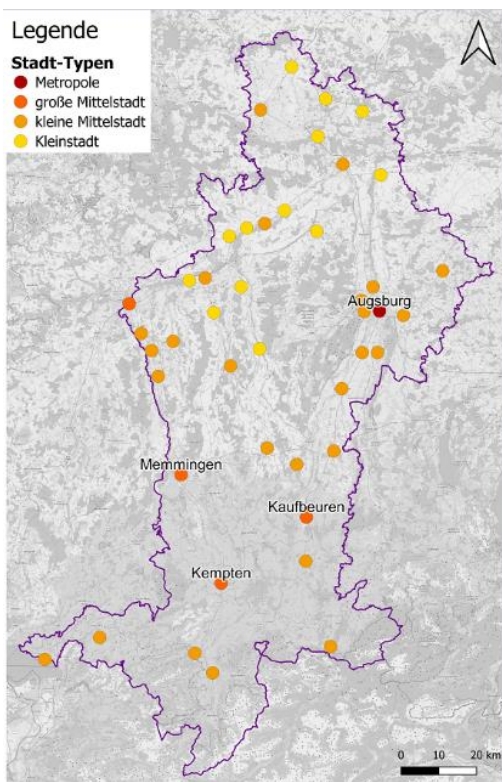 Legende
Stadt-Typen
Metropole
große Mittelstadt
kleine Mittelstadt
Kleinstadt
Augsburg
Memmingen
Kaufbeuren
Kempten
0 10 20 km